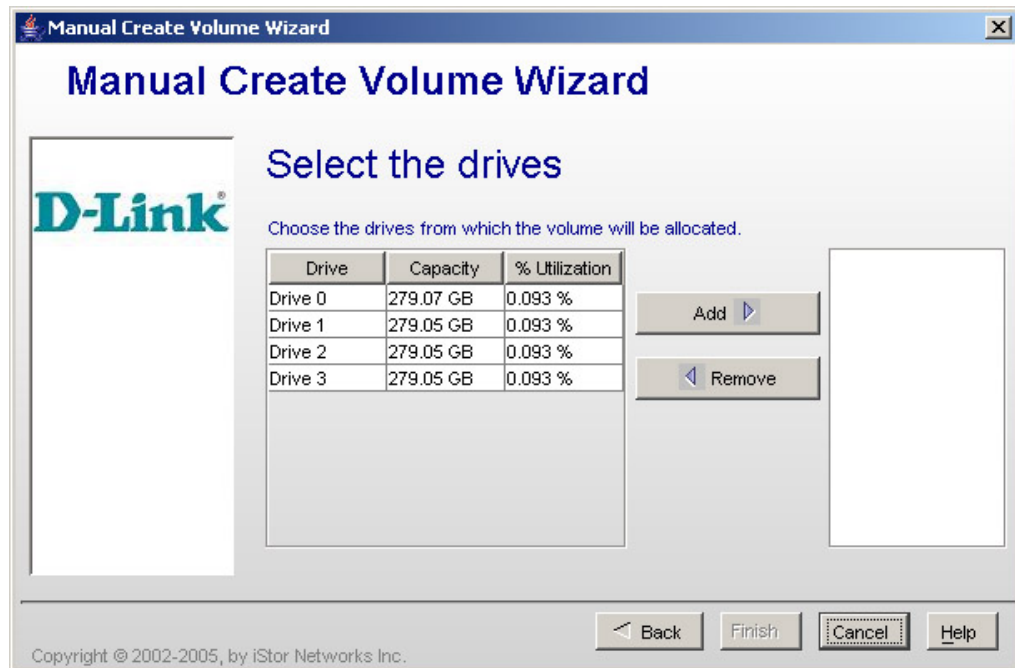 Manual Create Volume Wizard
Manual Create Volume Wizard
D-Link®
Select the drives
Choose the drives from which the volume will be allocated.
Drive Capacity % Utilization
Drive 0 279.07 GB 0.093 %
Drive 1 279.05 GB 0.093 %
Drive 2 279.05 GB 0.093 %
Drive 3 279.05 GB 0.093 %
Add
Remove
Back Finish Cancel Help
Copyright © 2002-2005, by iStor Networks Inc.